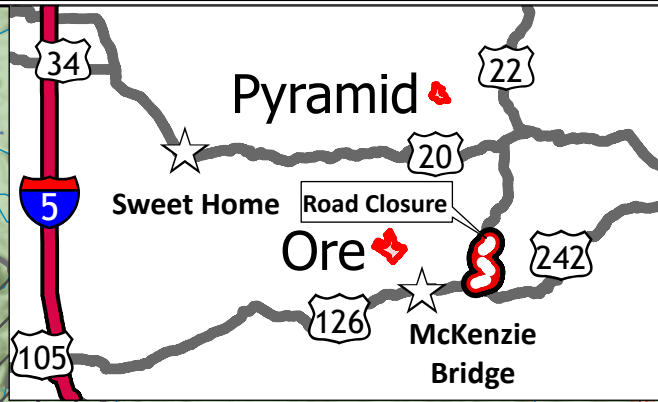 34
22
Pyramid
20
5
Sweet Home
Road Closure
Ore
242
126
McKenzie
Bridge
105